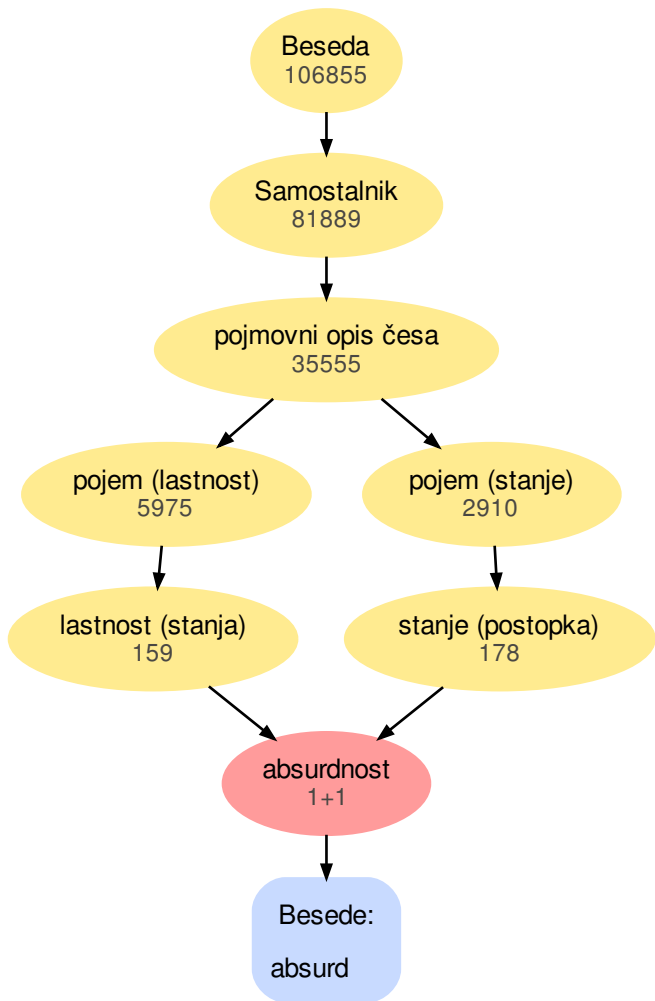 Beseda
106855
Samostalnik
81889
pojmovni opis česa
35555
pojem (lastnost)
5975
pojem (stanje)
2910
lastnost (stanja)
159
stanje (postopka)
178
absurdnost
1+1
Besede:
absurd